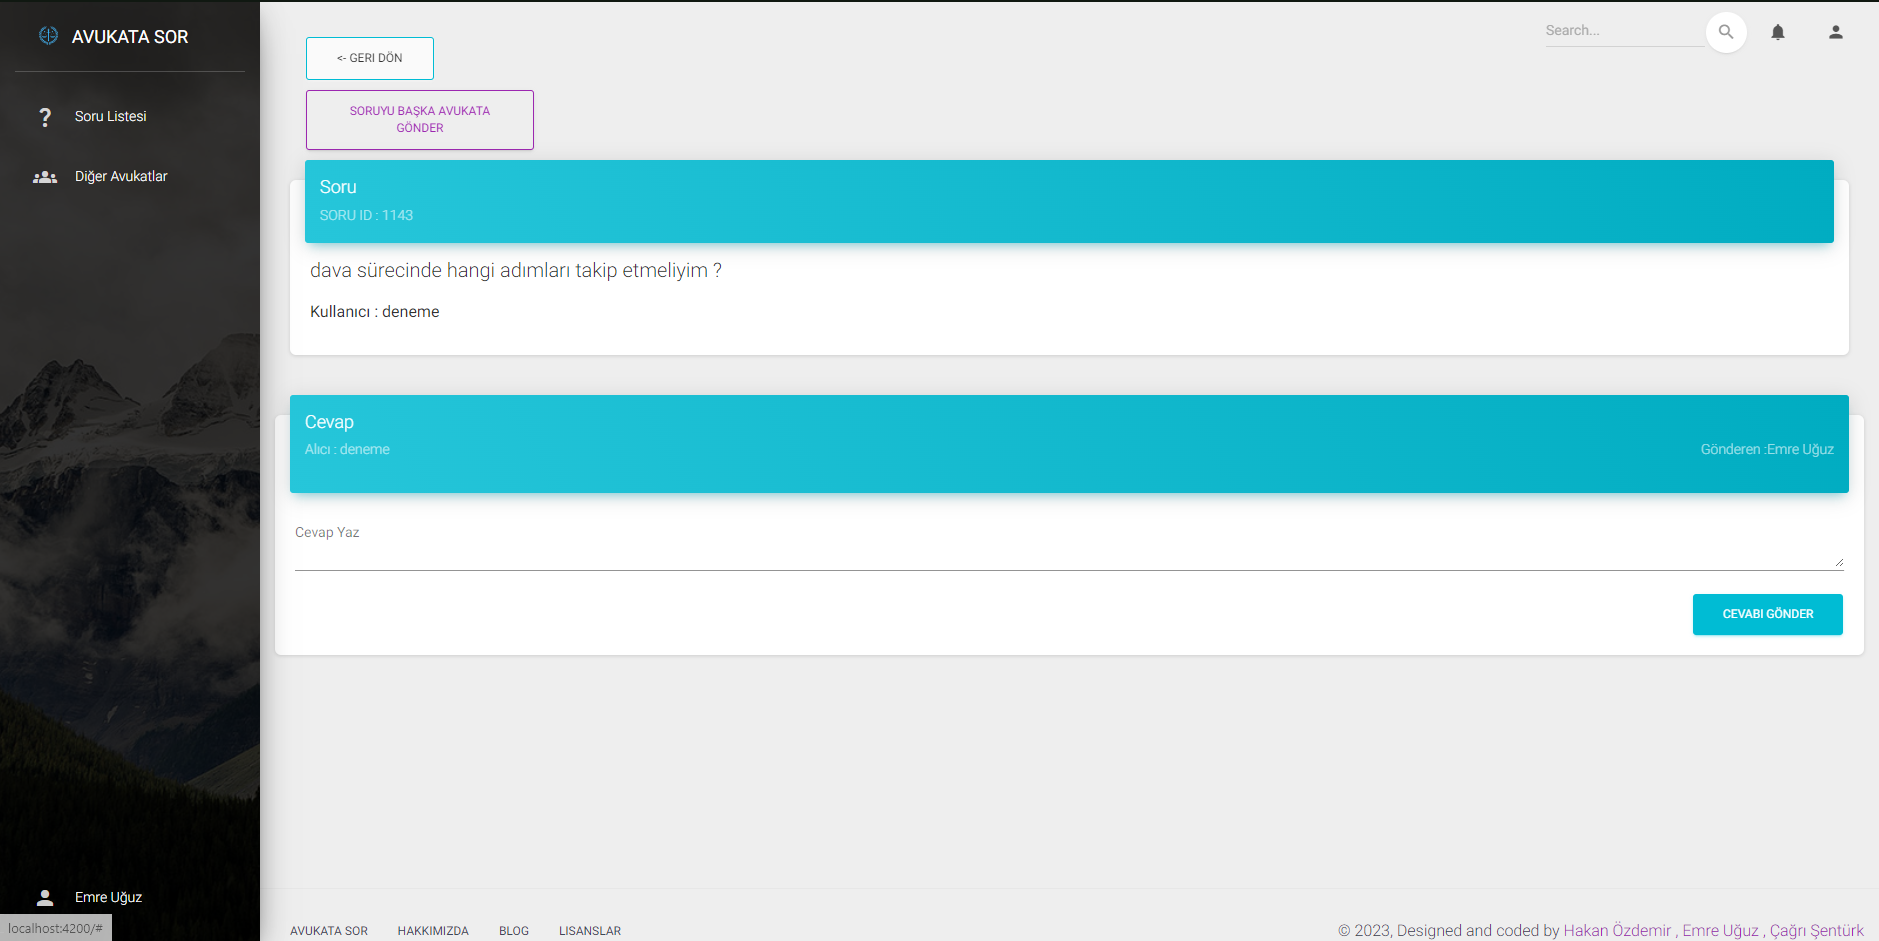 AVUKATA SOR
Soru Listesi
Diğer Avukatlar
Emre Uğuz
localhost:4200/#
Search...
<- GERI DÖN
SORUYU BAŞKA AVUKATA
GÖNDER
Soru
SORU ID : 1143
dava sürecinde hangi adımları takip etmeliyim ?
Kullanıcı : deneme
Cevap
Alıcı : deneme
Gönderen :Emre Uğuz
Cevap Yaz
CEVABI GÖNDER
AVUKATA SOR
HAKKIMIZDA
BLOG
LISANSLAR
© 2023, Designed and coded by Hakan Özdemir , Emre Uğuz , Çağrı Şentürk